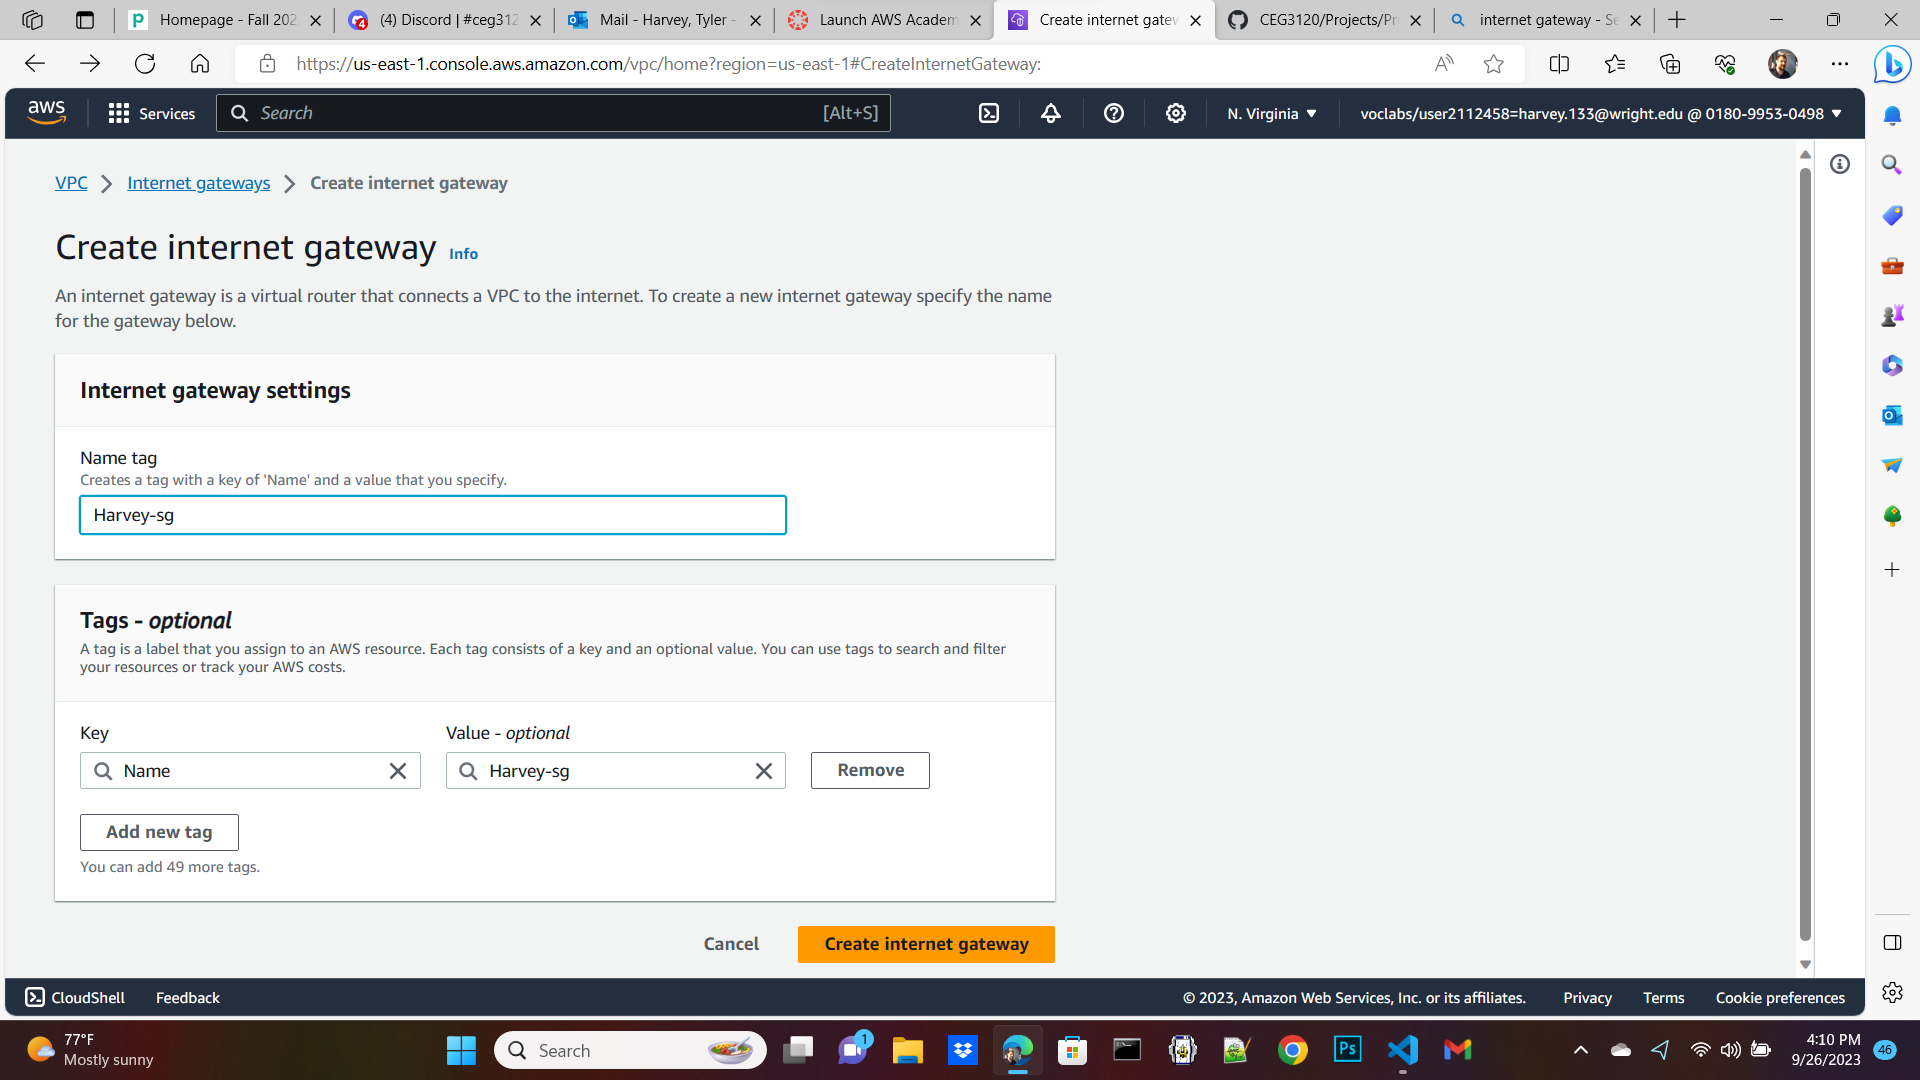 Homepage - Fall 202
(4) Discord | #ceg312
Mail - Harvey, Tyler -
Launch AWS Academ
Create internet gatew
CEG3120/Projects/Pr
internet gateway - Se
https://us-east-1.console.aws.amazon.com/vpc/home?region=us-east-1#CreateInternetGateway:
aws
Services
Search
[Alt+S]
N. Virginia
voclabs/user2112458=harvey.133@wright.edu @ 0180-9953-0498
VPC
Internet gateways
Create internet gateway
Create internet gateway Info
An internet gateway is a virtual router that connects a VPC to the internet. To create a new internet gateway specify the name
for the gateway below.
Internet gateway settings
Name tag
Creates a tag with a key of 'Name' and a value that you specify.
Harvey-sg
Tags - optional
A tag is a label that you assign to an AWS resource. Each tag consists of a key and an optional value. You can use tags to search and filter
your resources or track your AWS costs.
Key
Value - optional
Name
Harvey-sg
Remove
Add new tag
You can add 49 more tags.
Cancel
Create internet gateway
CloudShell
Feedback
© 2023, Amazon Web Services, Inc. or its affiliates.
Privacy
Terms
Cookie preferences
77°F
Mostly sunny
Search
1
Ps
4:10 PM
9/26/2023
46